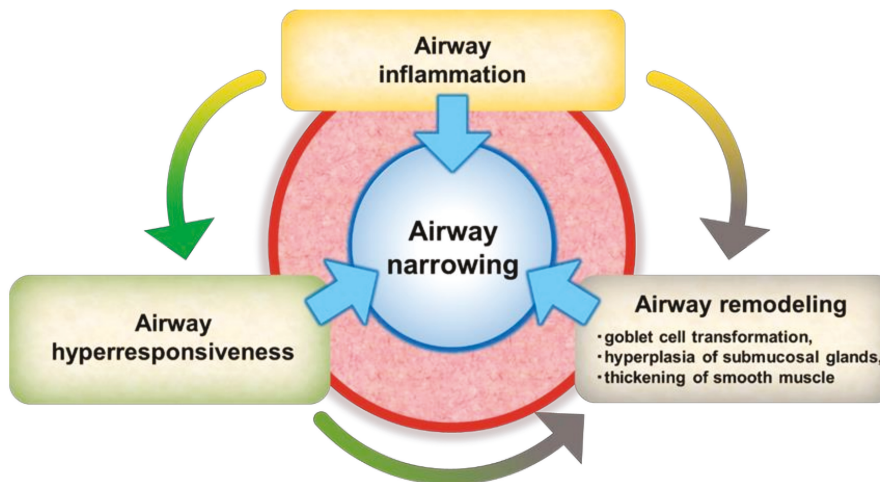 Airway
inflammation
Airway
narrowing
Airway
hyperresponsiveness
Airway remodeling
・goblet cell transformation,
・hyperplasia of submucosal glands,
・thickening of smooth muscle